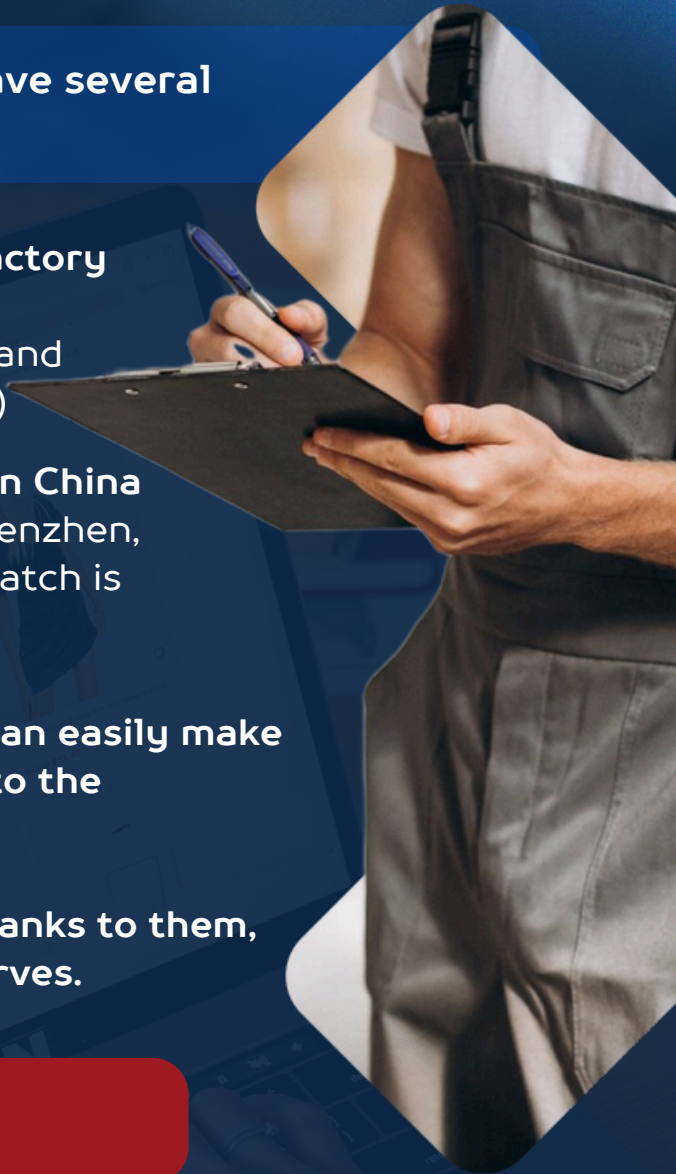 ave several
actory
and
)
n China
enzhen,
atch is
an easily make
to the
anks to them,
rves.